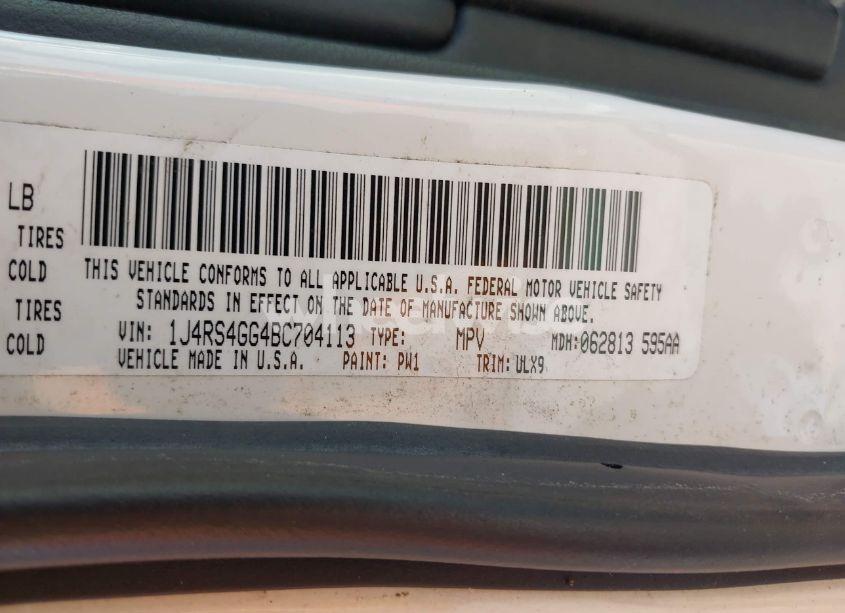 LB
TIRES
COLD
TIRES
COLD
THIS VEHICLE CONFORMS TO ALL APPLICABLE U.S.A. FEDERAL MOTOR VEHICLE SAFETY
STANDARDS IN EFFECT ON THE DATE OF MANUFACTURE SHOWN ABOVE.
VIN: 1J4RS4GG4BC704113 TYPE: MPV MDH:062813 595AA
VEHICLE MADE IN U.S.A. PAINT: PW1 TRIM: ULX9